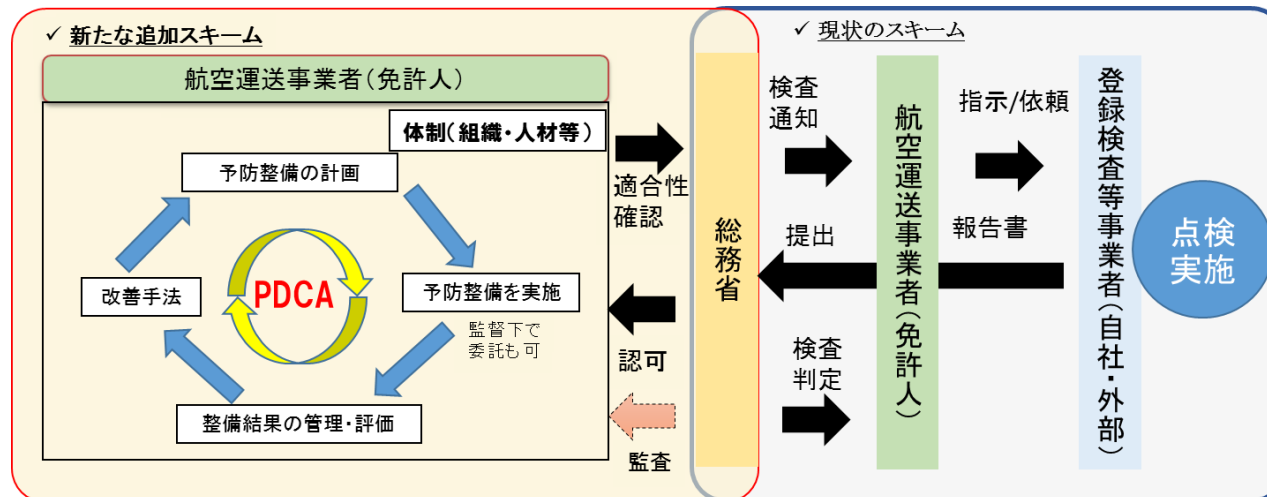 ✓ 新たな追加スキーム
航空運送事業者(免許人)
体制(組織・人材等)
予防整備の計画
改善手法
PDCA
予防整備を実施
監督下で
委託も可
整備結果の管理・評価
適合性
確認
認可
監査
総務省
✓ 現状のスキーム
検査
通知
提出
検査
判定
航空運送事業者(免許人)
指示/依頼
報告書
登録検査等事業者(自社・外部)
点検
実施